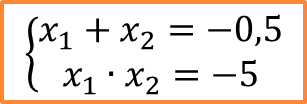 x₁ + x₂ = −0,5
x₁ · x₂ = −5